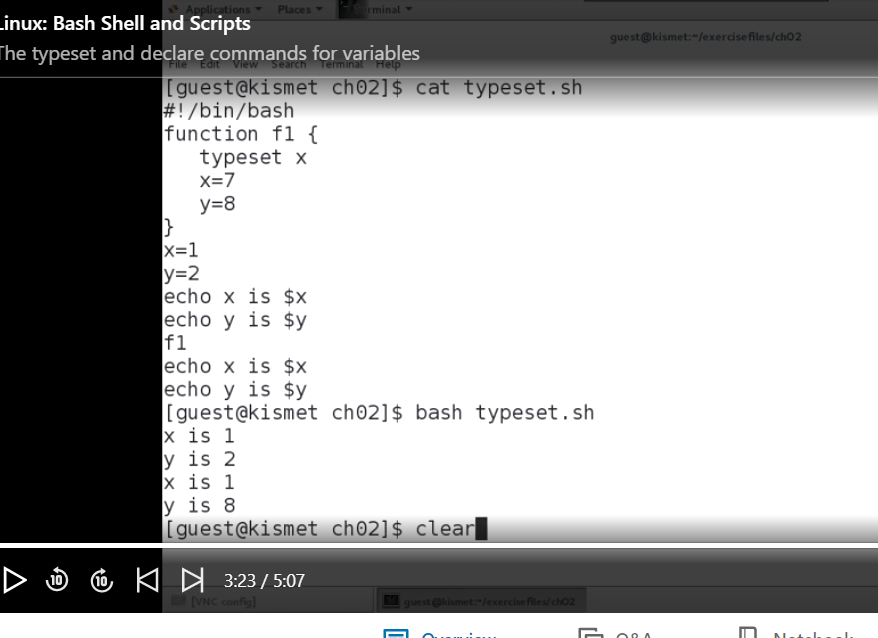 Applications Places
Linux: Bash Shell and Scripts
guest@kismet:~/exercisefiles/ch02
The typeset and declare commands for variables
File Edit View Search Terminal Help
[guest@kismet ch02]$ cat typeset.sh
#!/bin/bash
function f1 {
typeset x
x=7
y=8
}
x=1
y=2
echo x is $x
echo y is $y
f1
echo x is $x
echo y is $y
[guest@kismet ch02]$ bash typeset.sh
x is 1
y is 2
x is 1
y is 8
[guest@kismet ch02]$ clear
10 10 3:23 / 5:07
[VNC config] guest@kismet:~/exercisefiles/ch02
Overview Q&A Notebook